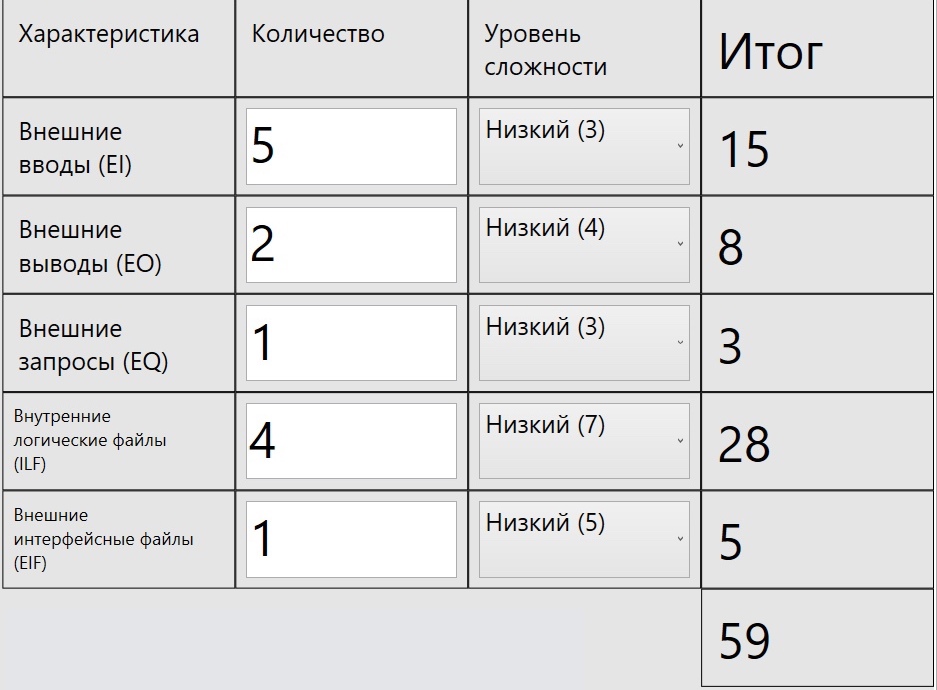 Характеристика
Количество
Уровень
сложности
Итог
Внешние
вводы (EI)
5
Низкий (3)
15
Внешние
выводы (EO)
2
Низкий (4)
8
Внешние
запросы (EQ)
1
Низкий (3)
3
Внутренние
логические файлы
(ILF)
4
Низкий (7)
28
Внешние
интерфейсные файлы
(EIF)
1
Низкий (5)
5
59